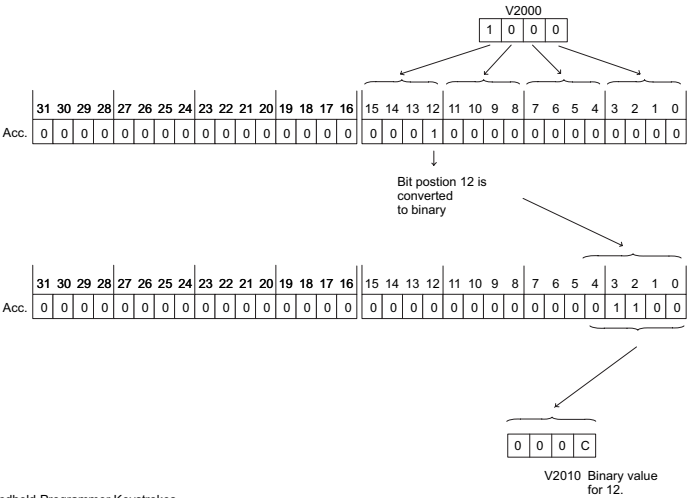 V2000
1 0 0 0
31 30 29 28 27 26 25 24 23 22 21 20 19 18 17 16 15 14 13 12 11 10 9 8 7 6 5 4 3 2 1 0
Acc. 0 0 0 0 0 0 0 0 0 0 0 0 0 0 0 0 0 0 0 1 0 0 0 0 0 0 0 0 0 0 0 0
Bit postion 12 is
converted
to binary
31 30 29 28 27 26 25 24 23 22 21 20 19 18 17 16 15 14 13 12 11 10 9 8 7 6 5 4 3 2 1 0
Acc. 0 0 0 0 0 0 0 0 0 0 0 0 0 0 0 0 0 0 0 0 0 0 0 0 0 0 0 0 1 1 0 0
0 0 0 C
V2010 Binary value
for 12.